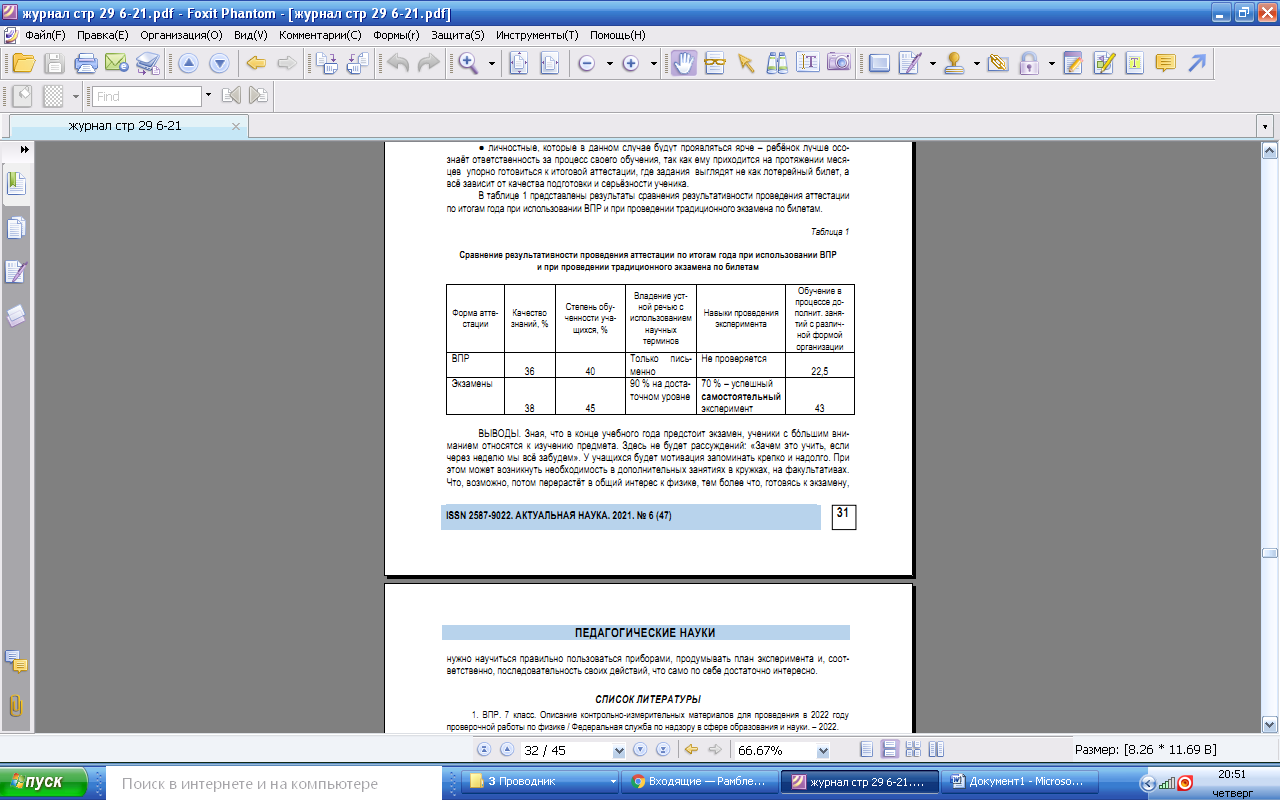 журнал стр 29 6-21.pdf - Foxit Phantom - [журнал стр 29 6-21.pdf]
Файл(F) Правка(E) Организация(O) Вид(V) Комментарии(C) Формы(r) Защита(S) Инструменты(T) Помощь(H)
Find
журнал стр 29 6-21
● личностные, которые в данном случае будут проявляться ярче – ребёнок лучше осо-
знаёт ответственность за процесс своего обучения, так как ему приходится на протяжении меся-
цев упорно готовиться к итоговой аттестации, где задания выглядят не как лотерейный билет, а
всё зависит от качества подготовки и серьёзности ученика.
В таблице 1 представлены результаты сравнения результативности проведения аттестации
по итогам года при использовании ВПР и при проведении традиционного экзамена по билетам.
Таблица 1
Сравнение результативности проведения аттестации по итогам года при использовании ВПР
и при проведении традиционного экзамена по билетам
Форма атте-
стации
Качество
знаний, %
Степень обу-
ченности уча-
щихся, %
Владение уст-
ной речью с
использованием
научных
терминов
Навыки проведения
эксперимента
Обучение в
процессе до-
полнит. заня-
тий с различ-
ной формой
организации
ВПР
36
40
Только пись-
менно
Не проверяется
22,5
Экзамены
38
45
90 % на доста-
точном уровне
70 % – успешный
самостоятельный
эксперимент
43
ВЫВОДЫ. Зная, что в конце учебного года предстоит экзамен, ученики с бо́льшим вни-
манием относятся к изучению предмета. Здесь не будет рассуждений: «Зачем это учить, если
через неделю мы всё забудем». У учащихся будет мотивация запоминать крепко и надолго. При
этом может возникнуть необходимость в дополнительных занятиях в кружках, на факультативах.
Что, возможно, потом перерастёт в общий интерес к физике, тем более что, готовясь к экзамену,
ISSN 2587-9022. АКТУАЛЬНАЯ НАУКА. 2021. № 6 (47)
31
ПЕДАГОГИЧЕСКИЕ НАУКИ
нужно научиться правильно пользоваться приборами, продумывать план эксперимента и, соот-
ветственно, последовательность своих действий, что само по себе достаточно интересно.
СПИСОК ЛИТЕРАТУРЫ
1. ВПР. 7 класс. Описание контрольно-измерительных материалов для проведения в 2022 году
проверочной работы по физике / Федеральная служба по надзору в сфере образования и науки. – 2022.
32 / 45
66.67%
Размер: [8.26 * 11.69 В]
пуск
Поиск в интернете и на компьютере
3 Проводник
Входящие — Рамбле...
журнал стр 29 6-21....
Документ1 - Microso...
20:51
четверг